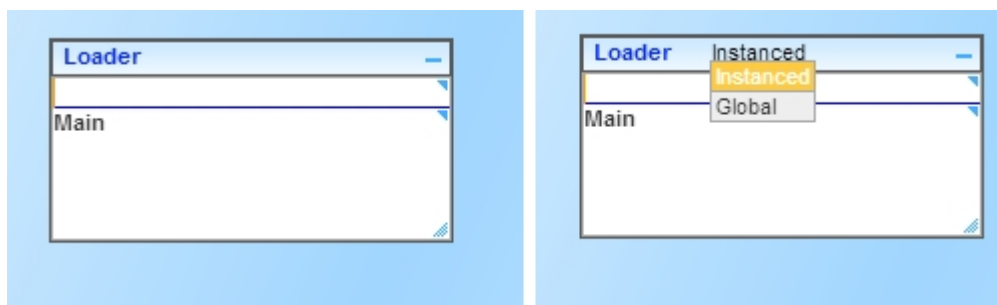 Loader
Main
Loader Instanced
Instanced
Global
Main